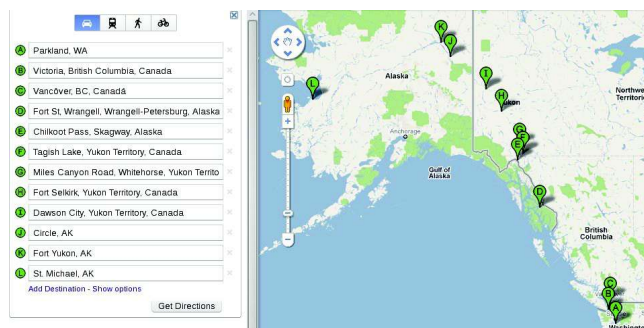 A Parkland, WA
B Victoria, British Columbia, Canada
C Vancôver, BC, Canadá
D Fort St, Wrangell, Wrangell-Petersburg, Alaska
E Chilkoot Pass, Skagway, Alaska
F Tagish Lake, Yukon Territory, Canada
G Miles Canyon Road, Whitehorse, Yukon Territo
H Fort Selkirk, Yukon Territory, Canada
I Dawson City, Yukon Territory, Canada
J Circle, AK
K Fort Yukon, AK
L St. Michael, AK
Add Destination - Show options
Get Directions
K
J
I
L
Alaska
H
Yukon
Northwe
Territori
Anchorage
G
F
E
Gulf of
Alaska
D
British
Columbia
C
B
A
Washington